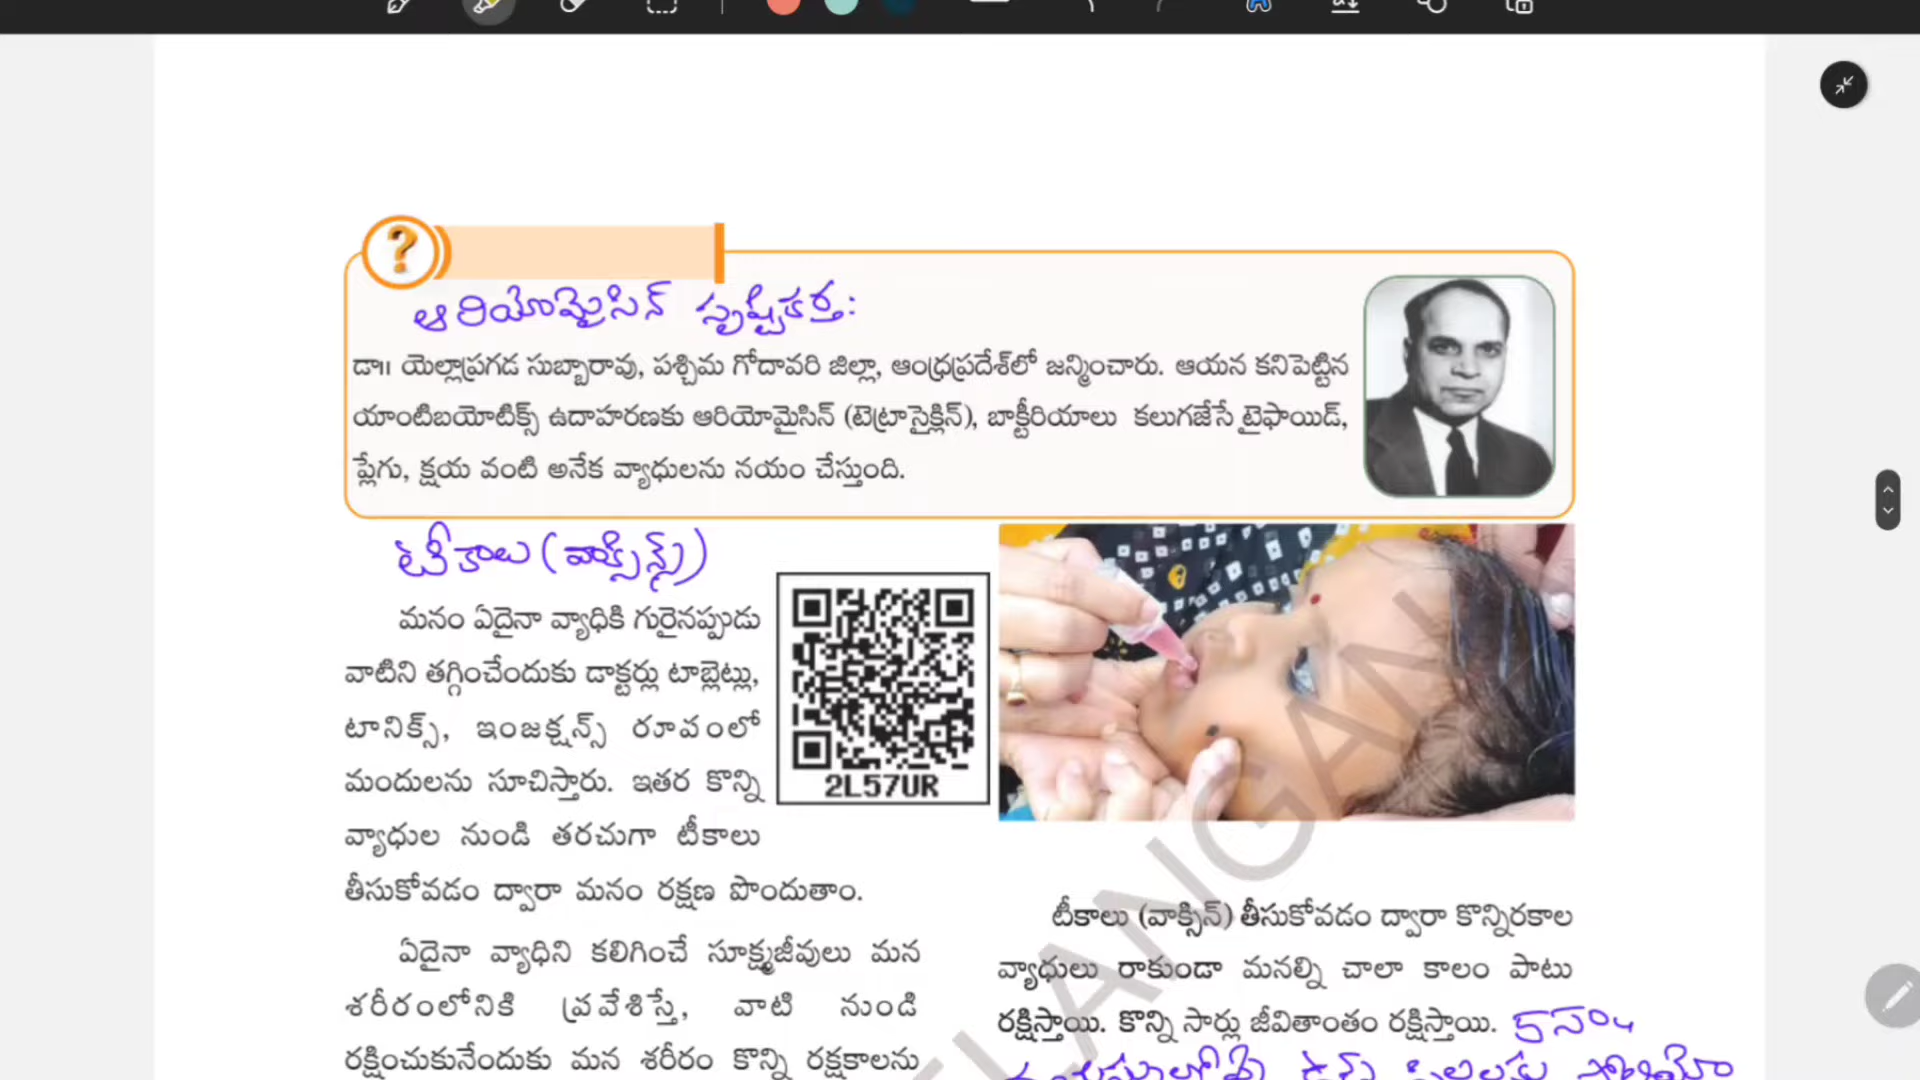 ఆరియోమైసిన్ సృష్టికర్త:
డా॥ యెల్లాప్రగడ సుబ్బారావు, పశ్చిమ గోదావరి జిల్లా, ఆంధ్రప్రదేశ్‌లో జన్మించారు. ఆయన కనిపెట్టిన
యాంటిబయోటిక్స్ ఉదాహరణకు ఆరియోమైసిన్ (టెట్రాసైక్లిన్), బాక్టీరియాలు కలుగజేసే టైఫాయిడ్,
ప్లేగు, క్షయ వంటి అనేక వ్యాధులను నయం చేస్తుంది.
టీకాలు (వాక్సిన్స్)
మనం ఏదైనా వ్యాధికి గురైనప్పుడు
వాటిని తగ్గించేందుకు డాక్టర్లు టాబ్లెట్లు,
టానిక్స్, ఇంజక్షన్స్ రూపంలో
మందులను సూచిస్తారు. ఇతర కొన్ని
వ్యాధుల నుండి తరచుగా టీకాలు
తీసుకోవడం ద్వారా మనం రక్షణ పొందుతాం.
2L57UR
ఏదైనా వ్యాధిని కలిగించే సూక్ష్మజీవులు మన
శరీరంలోనికి ప్రవేశిస్తే, వాటి నుండి
రక్షించుకునేందుకు మన శరీరం కొన్ని రక్షకాలను
టీకాలు (వాక్సిన్) తీసుకోవడం ద్వారా కొన్నిరకాల
వ్యాధులు రాకుండా మనల్ని చాలా కాలం పాటు
రక్షిస్తాయి. కొన్ని సార్లు జీవితాంతం రక్షిస్తాయి.